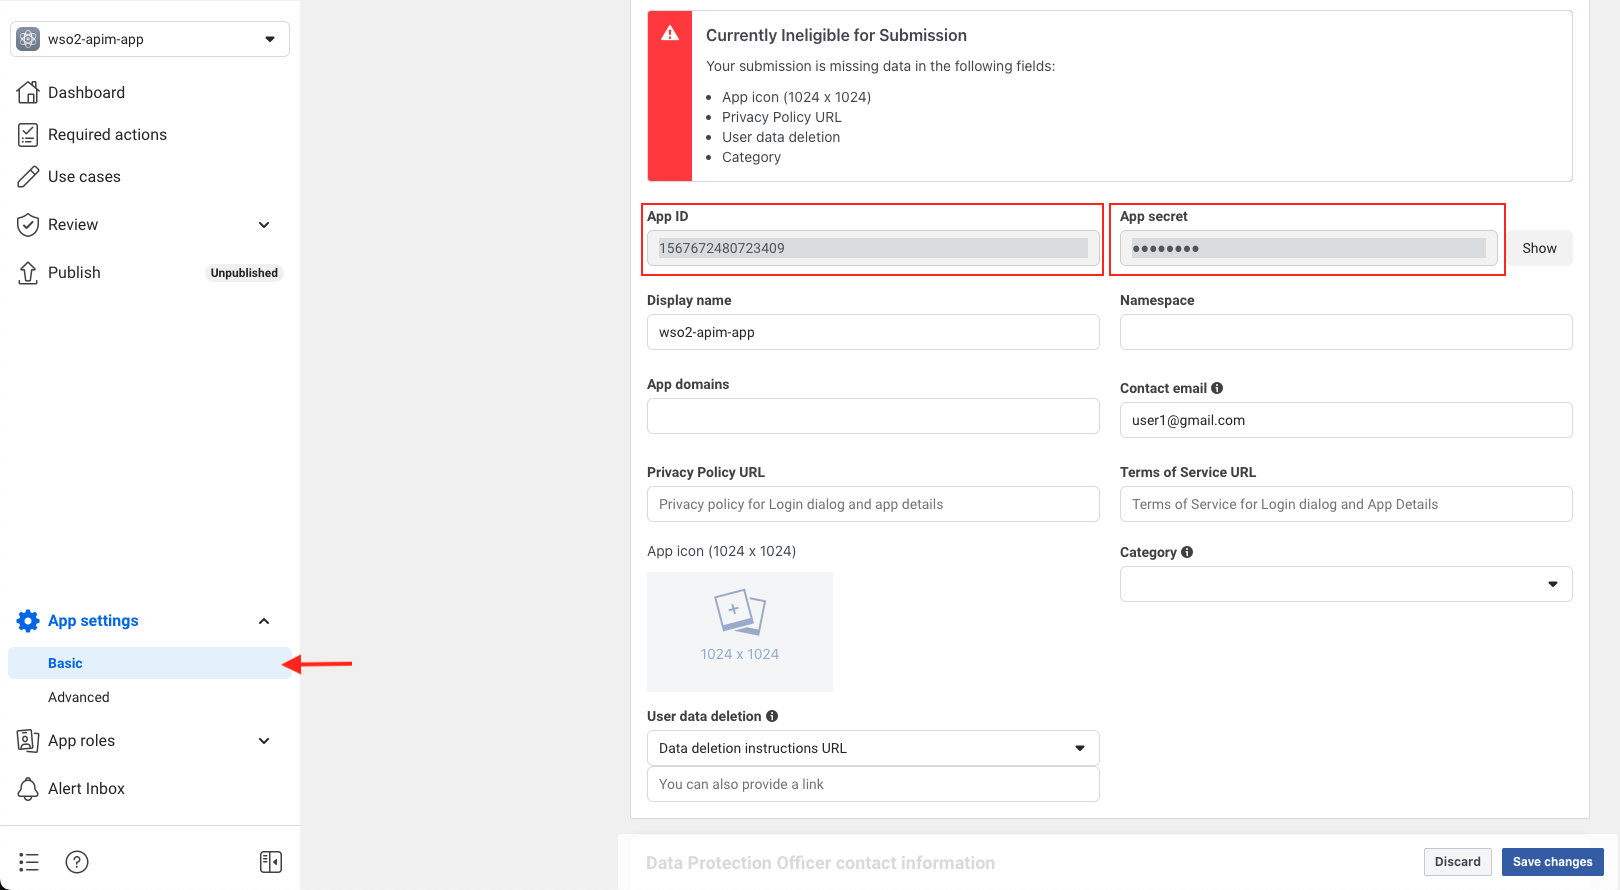 wso2-apim-app
Dashboard
Required actions
Use cases
Review
Publish
Unpublished
App settings
Basic
Advanced
App roles
Alert Inbox
?
Currently Ineligible for Submission
Your submission is missing data in the following fields:
• App icon (1024 x 1024)
• Privacy Policy URL
• User data deletion
• Category
App ID
1567672480723409
App secret
••••••••
Show
Display name
wso2-apim-app
Namespace
App domains
Contact email
user1@gmail.com
Privacy Policy URL
Privacy policy for Login dialog and app details
Terms of Service URL
Terms of Service for Login dialog and App Details
App icon (1024 x 1024)
1024 x 1024
Category
User data deletion
Data deletion instructions URL
You can also provide a link
Data Protection Officer contact information
Discard
Save changes